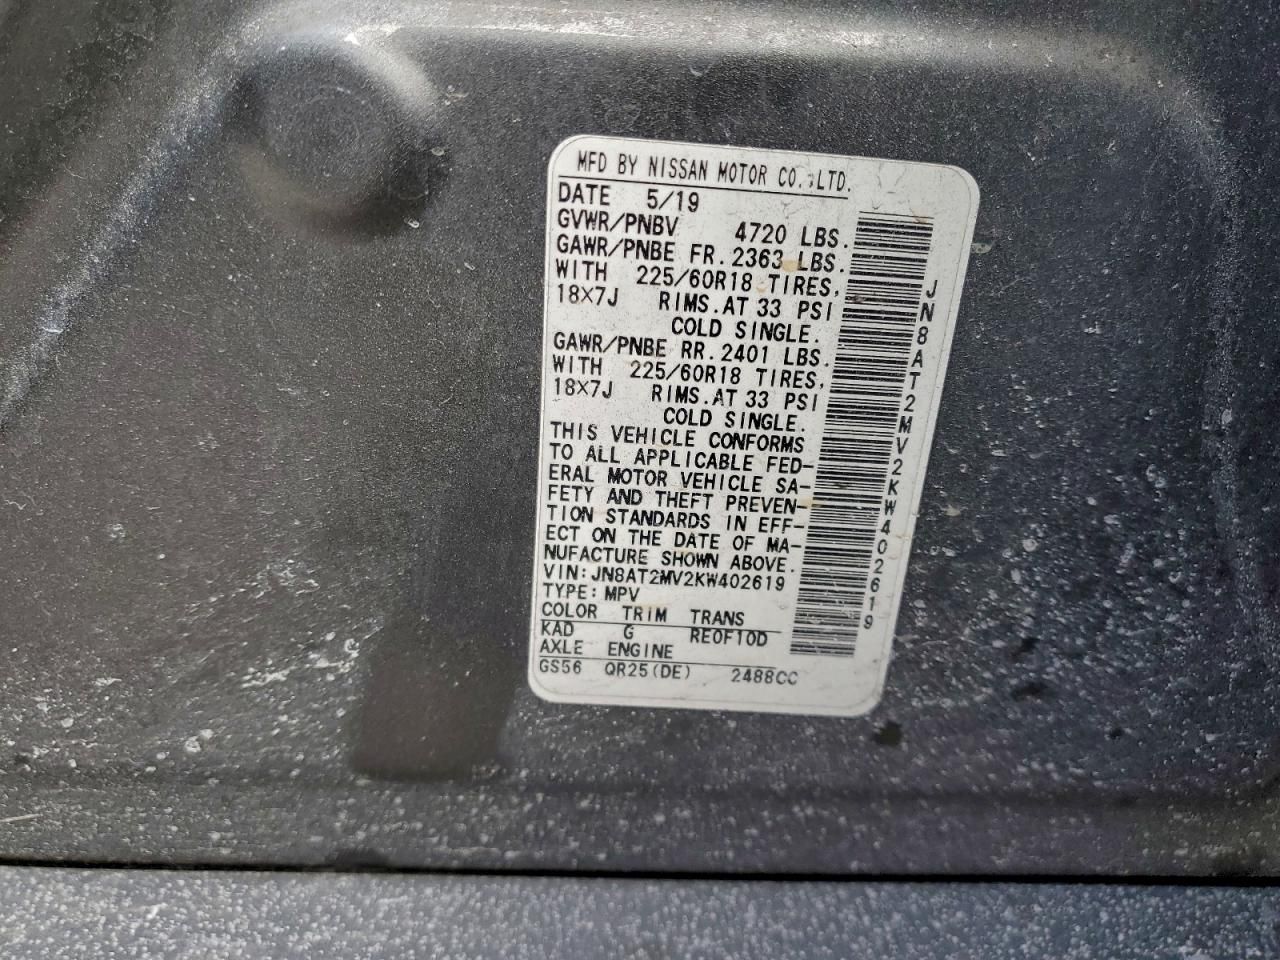 MFD BY NISSAN MOTOR CO.,LTD.
DATE 5/19
GVWR/PNBV 4720 LBS.
GAWR/PNBE FR. 2363 LBS.
WITH 225/60R18 TIRES,
18X7J RIMS.AT 33 PSI
COLD SINGLE.
GAWR/PNBE RR. 2401 LBS.
WITH 225/60R18 TIRES,
18X7J RIMS.AT 33 PSI
COLD SINGLE.
THIS VEHICLE CONFORMS
TO ALL APPLICABLE FED-
ERAL MOTOR VEHICLE SA-
FETY AND THEFT PREVEN-
TION STANDARDS IN EFF-
ECT ON THE DATE OF MA-
NUFACTURE SHOWN ABOVE.
VIN:JN8AT2MV2KW402619
TYPE:MPV
COLOR TRIM TRANS
KAD G RE0F10D
AXLE ENGINE
GS56 QR25(DE) 2488CC
JN8AT2MV2KW402619